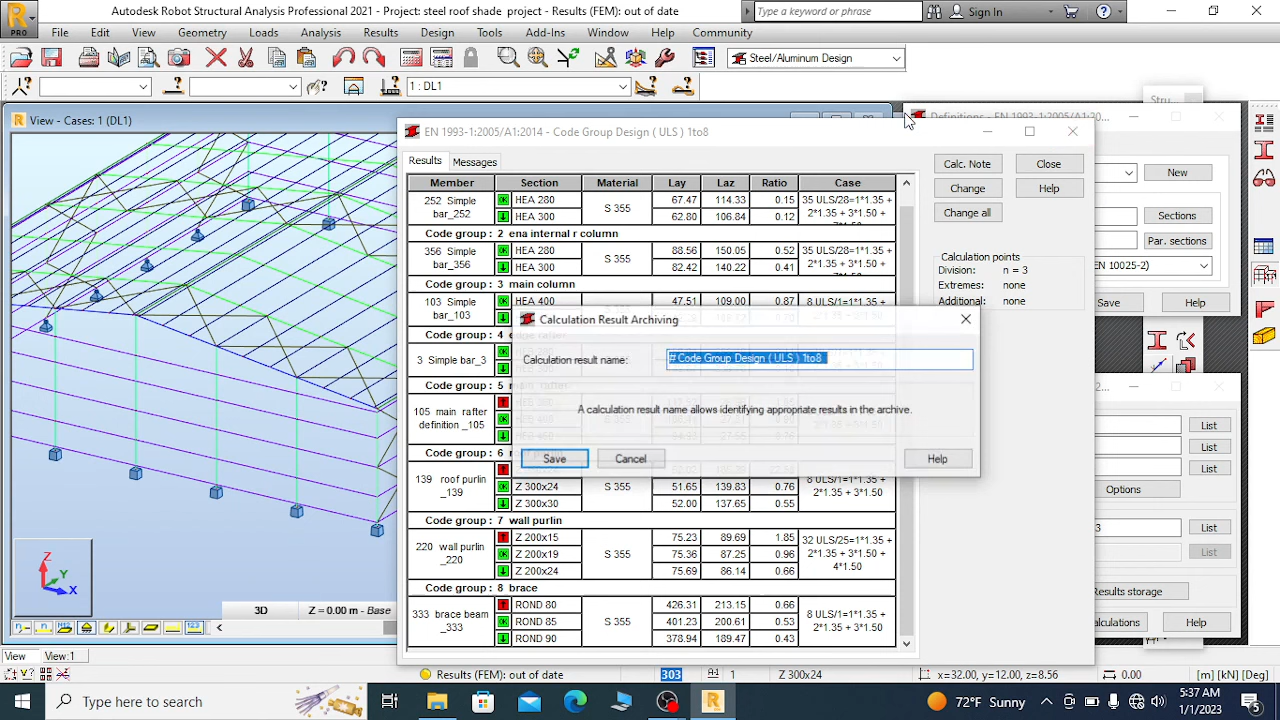 Autodesk Robot Structural Analysis Professional 2021 - Project: steel roof shade project - Results (FEM): out of date
Type a keyword or phrase
Sign In
PRO
File Edit View Geometry Loads Analysis Results Design Tools Add-Ins Window Help Community
Steel/Aluminum Design
1 : DL1
View - Cases: 1 (DL1)
Definitions - EN 1993-1:2005/A1:20...
EN 1993-1:2005/A1:2014 - Code Group Design ( ULS ) 1to8
Results Messages
Calc. Note Close
Change Help
Change all
New
Sections
Par. sections
EN 10025-2)
Save Help
Calculation points
Division: n = 3
Extremes: none
Additional: none
Member Section Material Lay Laz Ratio Case
252 Simple bar_252 HEA 280 S 355 67.47 114.33 0.15 35 ULS/28=1*1.35 +
HEA 300 62.80 106.84 0.12 2*1.35 + 3*1.50 +
Code group : 2 ena internal r column
356 Simple bar_356 HEA 280 S 355 88.56 150.05 0.52 35 ULS/28=1*1.35 +
HEA 300 82.42 140.22 0.41 2*1.35 + 3*1.50 +
Code group : 3 main column
103 Simple bar_103 HEA 400 47.51 109.00 0.87 8 ULS/1=1*1.35 +
Calculation Result Archiving
Calculation result name: # Code Group Design ( ULS ) 1to8
A calculation result name allows identifying appropriate results in the archive.
Save Cancel Help
3 Simple bar_3
105 main rafter definition _105
139 roof purlin _139
Z 300x24 S 355 51.65 139.83 0.76
Z 300x30 52.00 137.65 0.55 2*1.35 + 3*1.50
Code group : 7 wall purlin
220 wall purlin _220 Z 200x15 S 355 75.23 89.69 1.85 32 ULS/25=1*1.35 +
Z 200x19 75.36 87.25 0.96 2*1.35 + 3*1.50 +
Z 200x24 75.69 86.14 0.66 4*1.50
Code group : 8 brace
333 brace beam _333 ROND 80 S 355 426.31 213.15 0.66 8 ULS/1=1*1.35 +
ROND 85 401.23 200.61 0.53 2*1.35 + 3*1.50
ROND 90 378.94 189.47 0.43
List
List
List
Options
3 List
List
Results storage
Help
Z
Y
X
3D Z = 0.00 m - Base
View View:1
Results (FEM): out of date 303 1 Z 300x24 x=32.00; y=12.00; z=8.56 0.00 [m] [kN] [Deg]
Type here to search
72°F Sunny
5:37 AM
1/1/2023
5